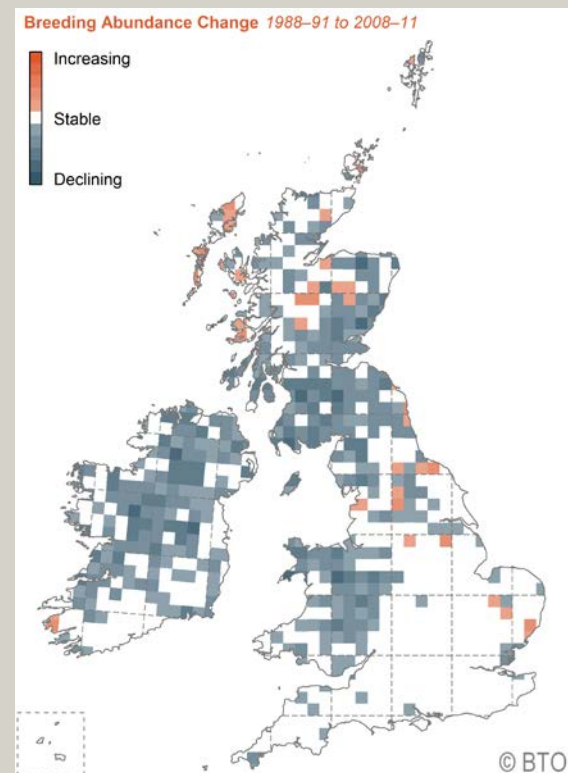 Breeding Abundance Change 1988–91 to 2008–11
Increasing
Stable
Declining
© BTO